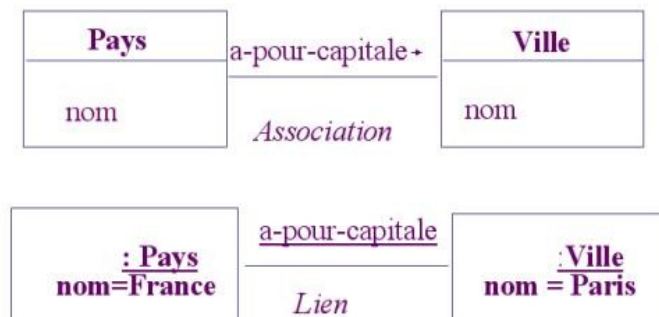 Pays
a-pour-capitale
Ville
nom
nom
Association
a-pour-capitale
: Pays
:Ville
nom=France
nom = Paris
Lien